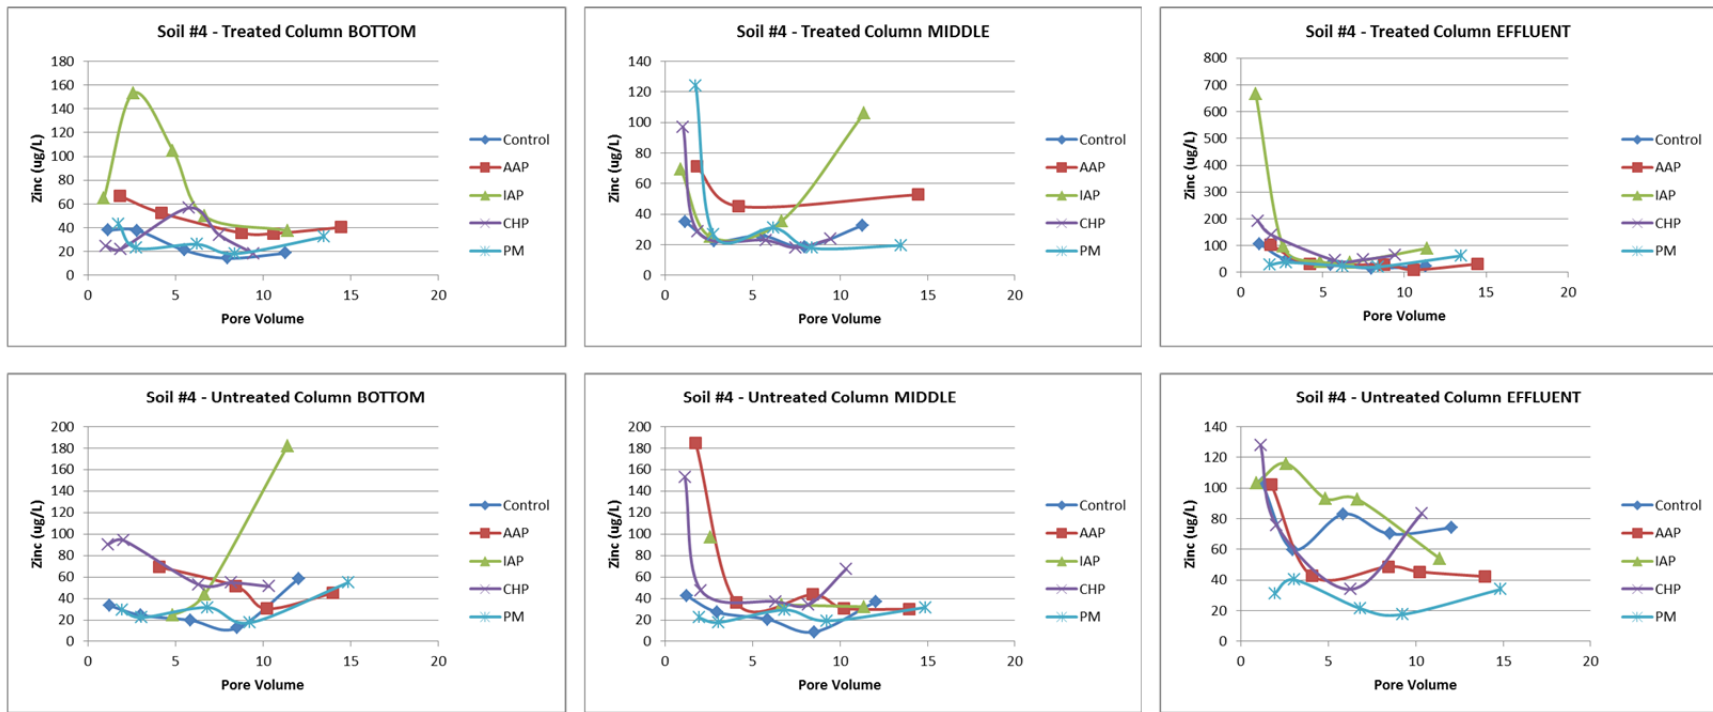 Soil #4 - Treated Column BOTTOM
Zinc (ug/L)
180
160
140
120
100
80
60
40
20
0
0 5 10 15 20
Pore Volume
Control
AAP
IAP
CHP
PM
Soil #4 - Treated Column MIDDLE
Zinc (ug/L)
140
120
100
80
60
40
20
0
0 5 10 15 20
Pore Volume
Control
AAP
IAP
CHP
PM
Soil #4 - Treated Column EFFLUENT
Zinc (ug/L)
800
700
600
500
400
300
200
100
0
0 5 10 15 20
Pore Volume
Control
AAP
IAP
CHP
PM
Soil #4 - Untreated Column BOTTOM
Zinc (ug/L)
200
180
160
140
120
100
80
60
40
20
0
0 5 10 15 20
Pore Volume
Control
AAP
IAP
CHP
PM
Soil #4 - Untreated Column MIDDLE
Zinc (ug/L)
200
180
160
140
120
100
80
60
40
20
0
0 5 10 15 20
Pore Volume
Control
AAP
IAP
CHP
PM
Soil #4 - Untreated Column EFFLUENT
Zinc (ug/L)
140
120
100
80
60
40
20
0
0 5 10 15 20
Pore Volume
Control
AAP
IAP
CHP
PM